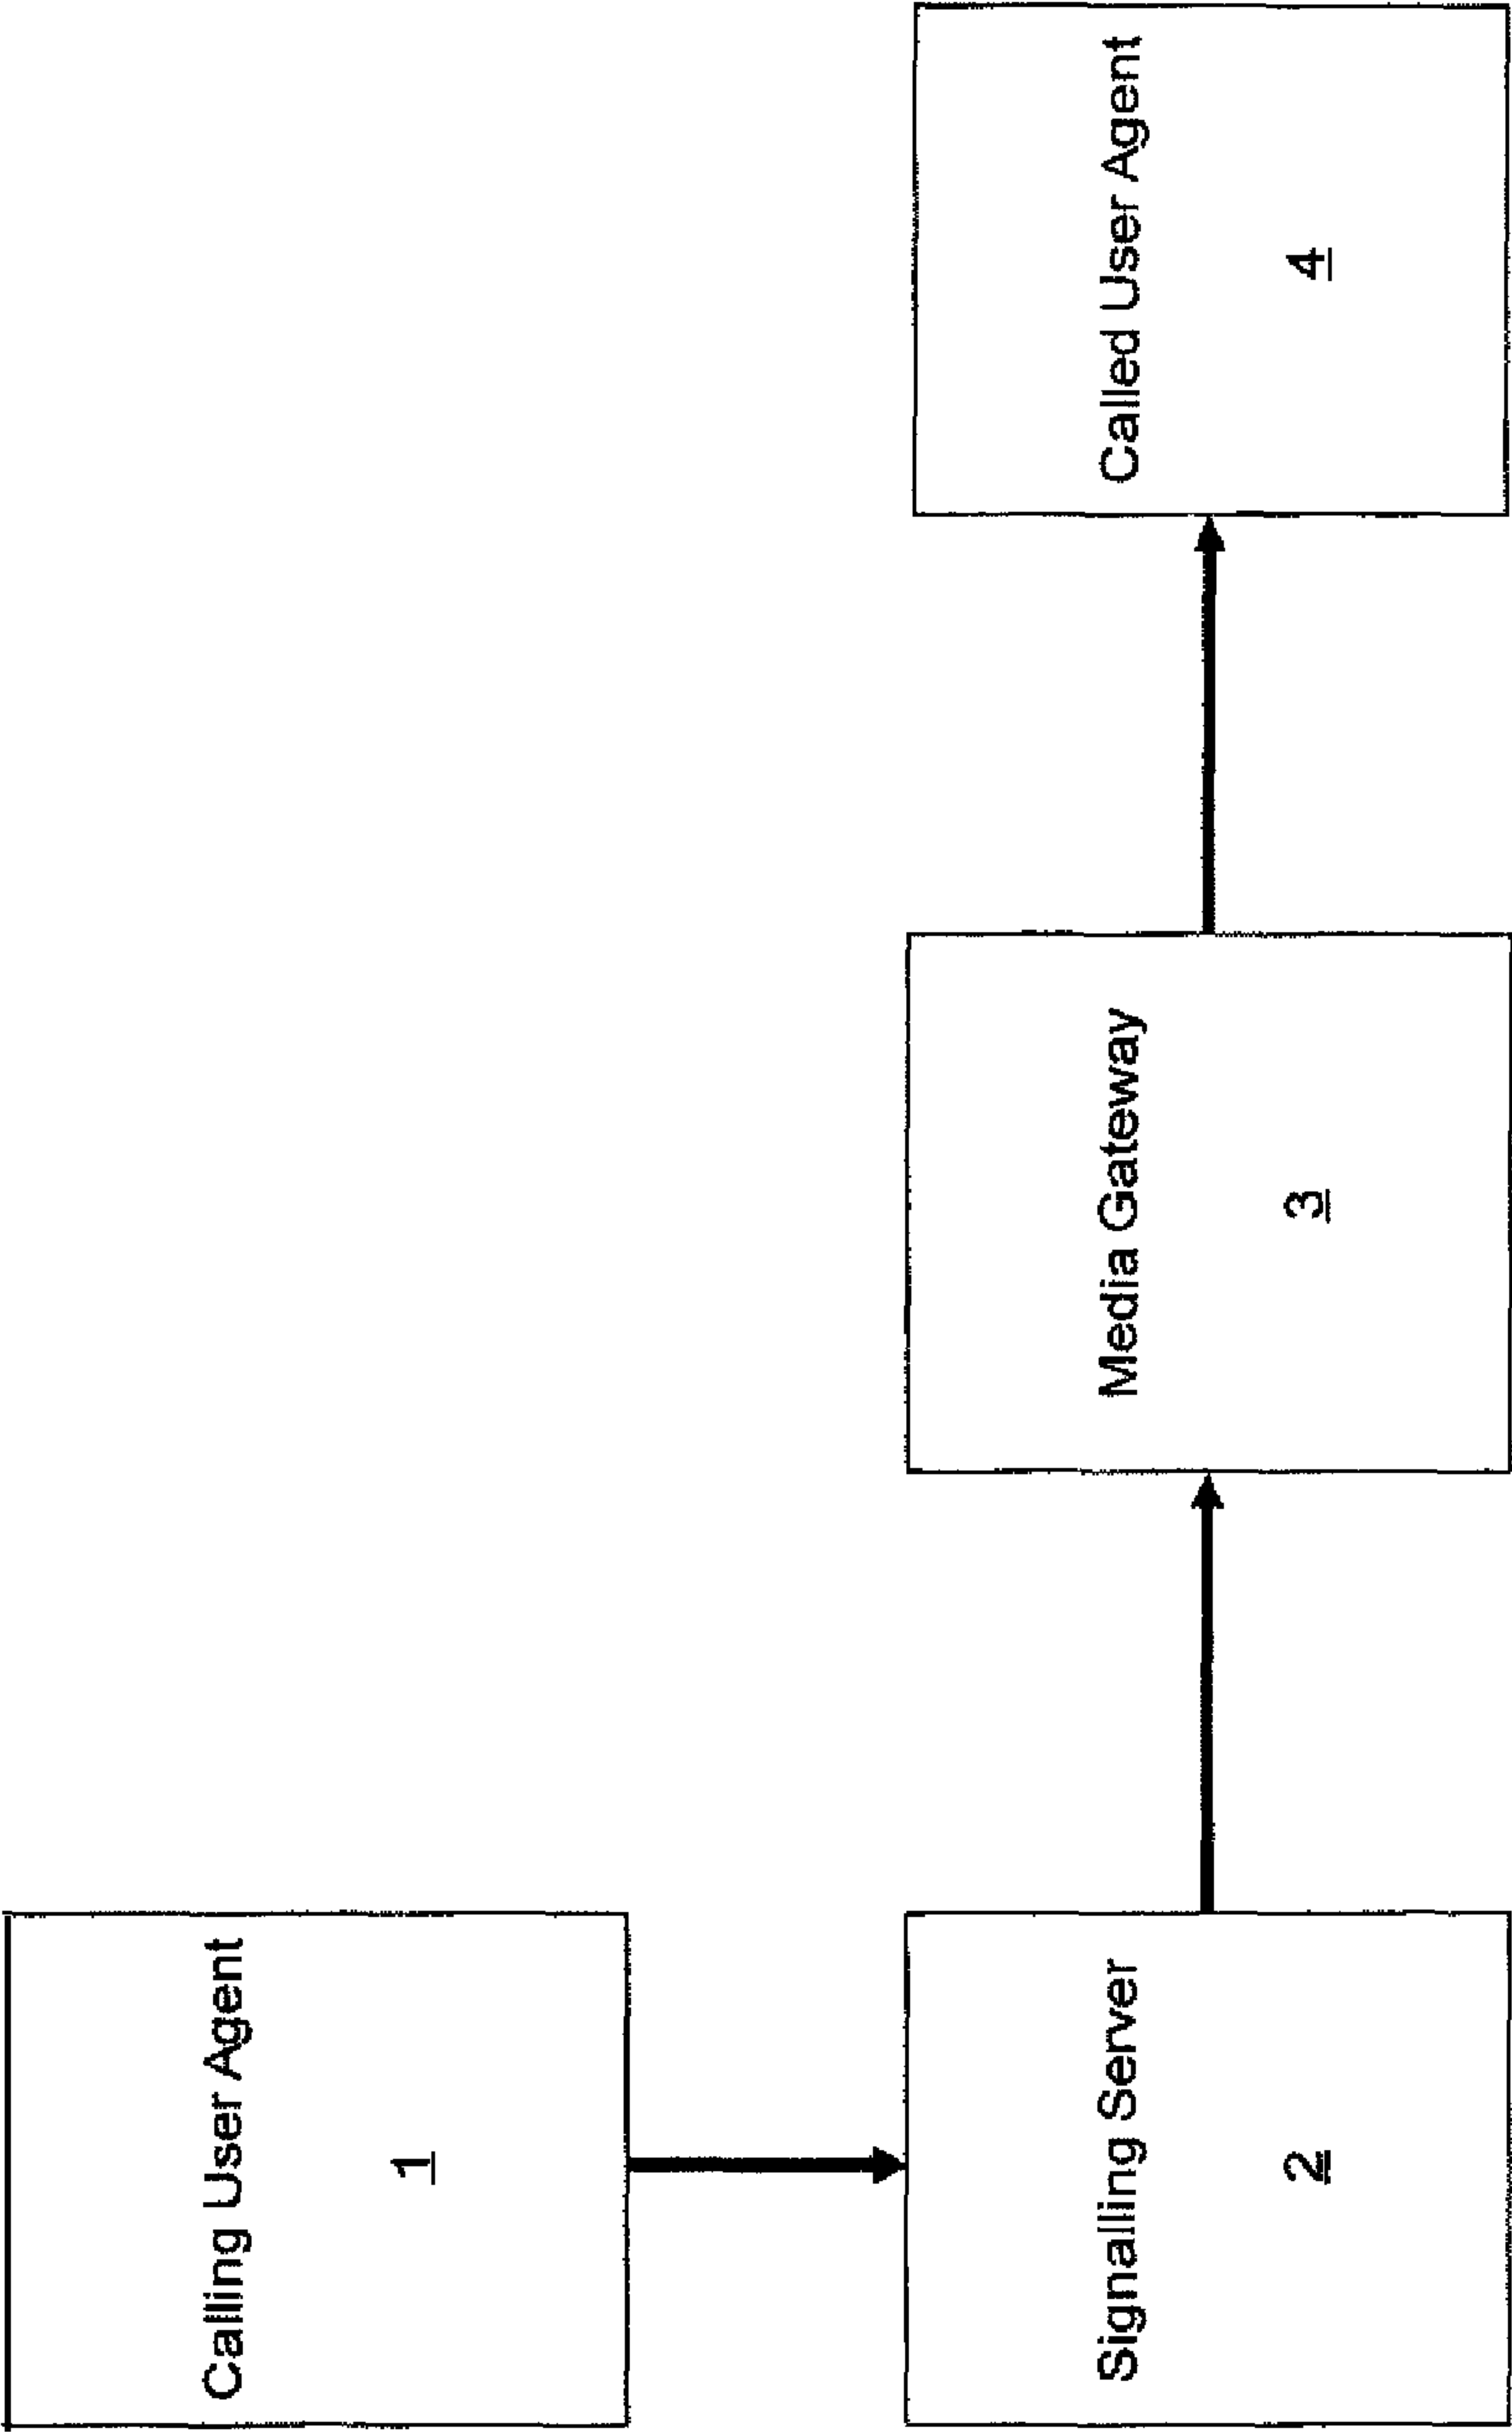 Calling User Agent
1
Signalling Server
2
Media Gateway
3
Called User Agent
4